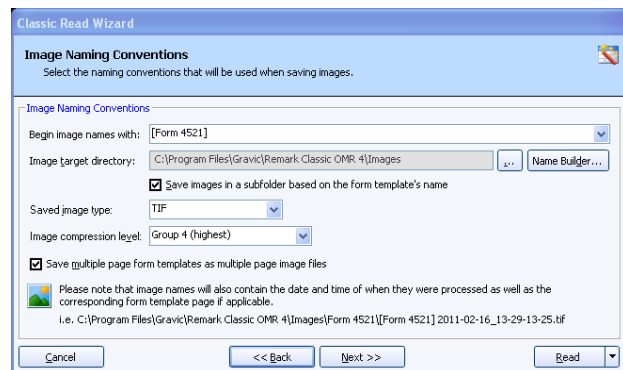 Classic Read Wizard
Image Naming Conventions
Select the naming conventions that will be used when saving images.
Image Naming Conventions
Begin image names with: [Form 4521]
Image target directory: C:\Program Files\Gravic\Remark Classic OMR 4\Images ... Name Builder...
Save images in a subfolder based on the form template's name
Saved image type: TIF
Image compression level: Group 4 (highest)
Save multiple page form templates as multiple page image files
Please note that image names will also contain the date and time of when they were processed as well as the
corresponding form template page if applicable.
i.e. C:\Program Files\Gravic\Remark Classic OMR 4\Images\Form 4521\[Form 4521] 2011-02-16_13-29-13-25.tif
Cancel << Back Next >> Read